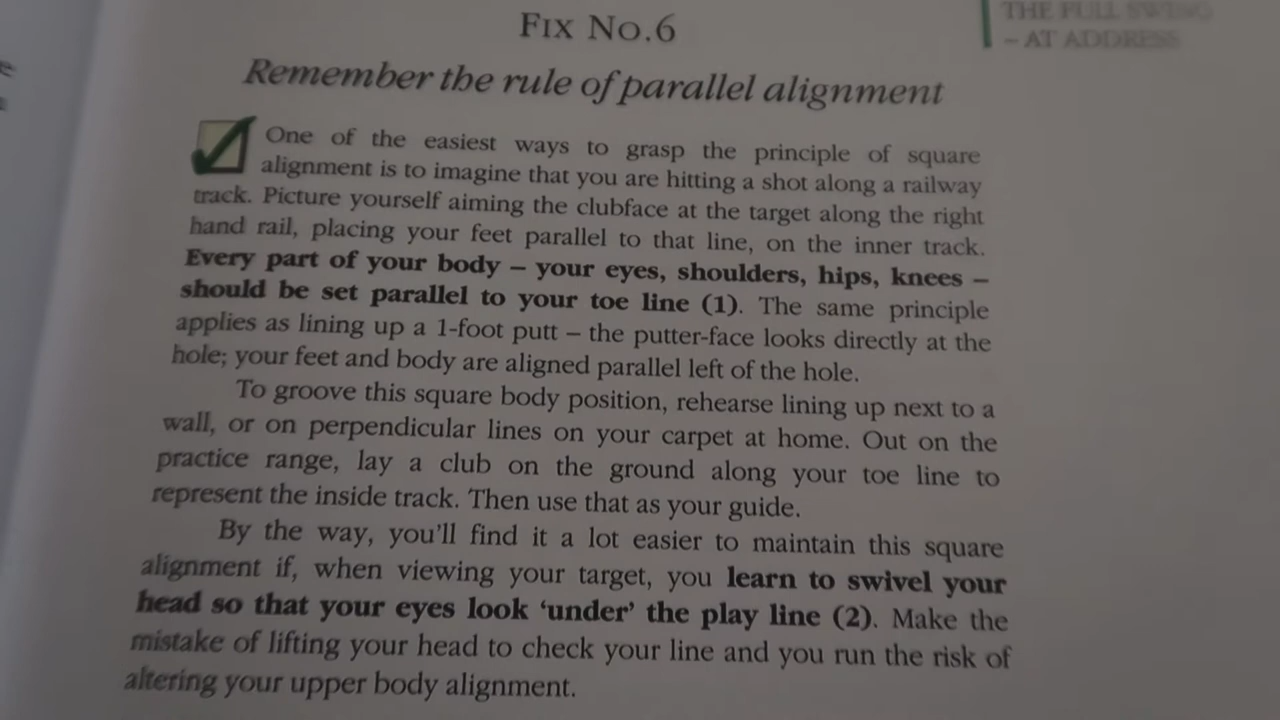 FIX NO.6
THE FULL SWING
– AT ADDRESS
Remember the rule of parallel alignment
One of the easiest ways to grasp the principle of square
alignment is to imagine that you are hitting a shot along a railway
track. Picture yourself aiming the clubface at the target along the right
hand rail, placing your feet parallel to that line, on the inner track.
Every part of your body – your eyes, shoulders, hips, knees –
should be set parallel to your toe line (1). The same principle
applies as lining up a 1-foot putt – the putter-face looks directly at the
hole; your feet and body are aligned parallel left of the hole.
To groove this square body position, rehearse lining up next to a
wall, or on perpendicular lines on your carpet at home. Out on the
practice range, lay a club on the ground along your toe line to
represent the inside track. Then use that as your guide.
By the way, you'll find it a lot easier to maintain this square
alignment if, when viewing your target, you learn to swivel your
head so that your eyes look 'under' the play line (2). Make the
mistake of lifting your head to check your line and you run the risk of
altering your upper body alignment.